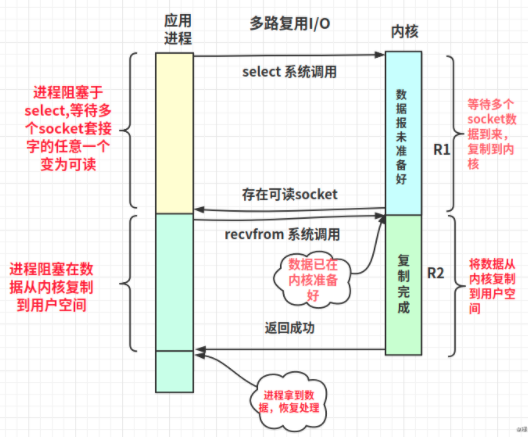 多路复用I/O
应用
进程
内核
select 系统调用
进程阻塞于
select,等待多
个socket套接
字的任意一个
变为可读
数
据
报
未
准
备
好
R1
等待多个
socket数
据到来，
复制到内
核
存在可读socket
recvfrom 系统调用
进程阻塞在数
据从内核复制
到用户空间
数据已在
内核准备
好
复
制
完
成
R2
将数据从
内核复制
到用户空
间
返回成功
进程拿到数
据，恢复处理